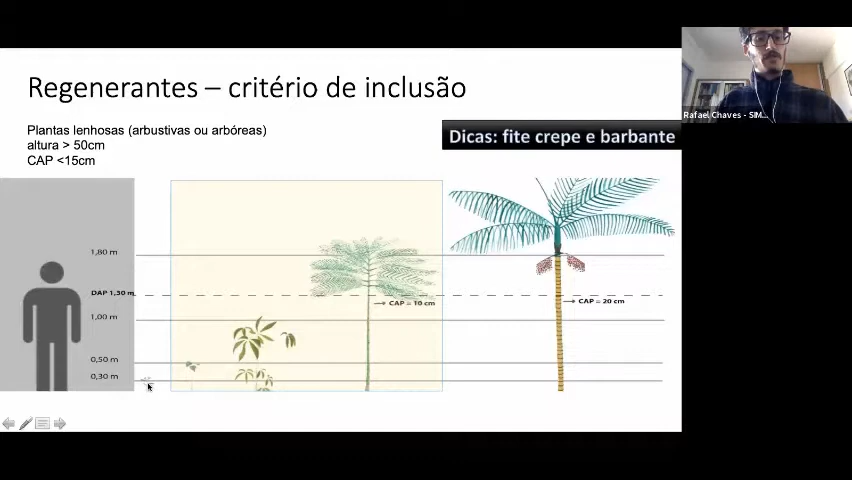 Regenerantes – critério de inclusão
Plantas lenhosas (arbustivas ou arbóreas)
altura > 50cm
CAP <15cm
Dicas: fite crepe e barbante
Rafael Chaves - SIM...
1,80 m
DAP 1,30 m
CAP = 10 cm
CAP = 20 cm
1,00 m
0,50 m
0,30 m